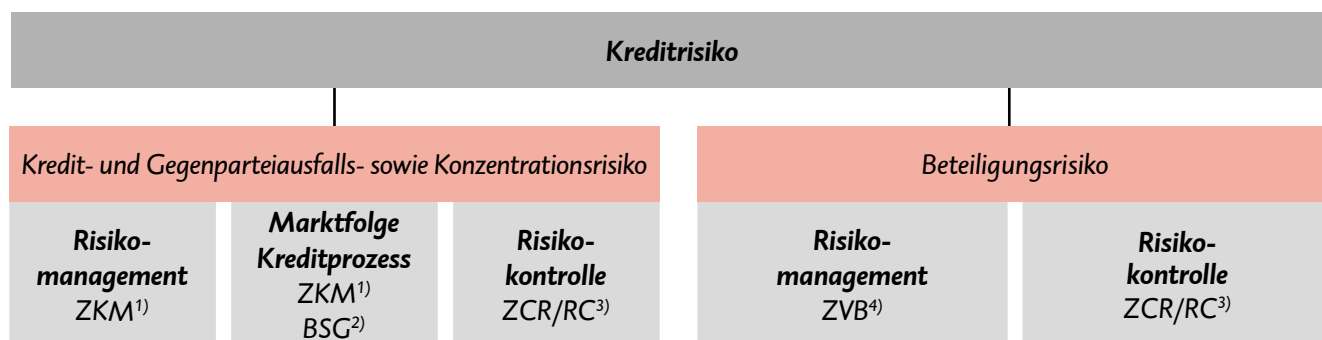 Kreditrisiko
Kredit- und Gegenparteiausfalls- sowie Konzentrationsrisiko
Risiko-
management
ZKM1)
Marktfolge
Kreditprozess
ZKM1)
BSG2)
Risiko-
kontrolle
ZCR/RC3)
Beteiligungsrisiko
Risiko-
management
ZVB4)
Risiko-
kontrolle
ZCR/RC3)